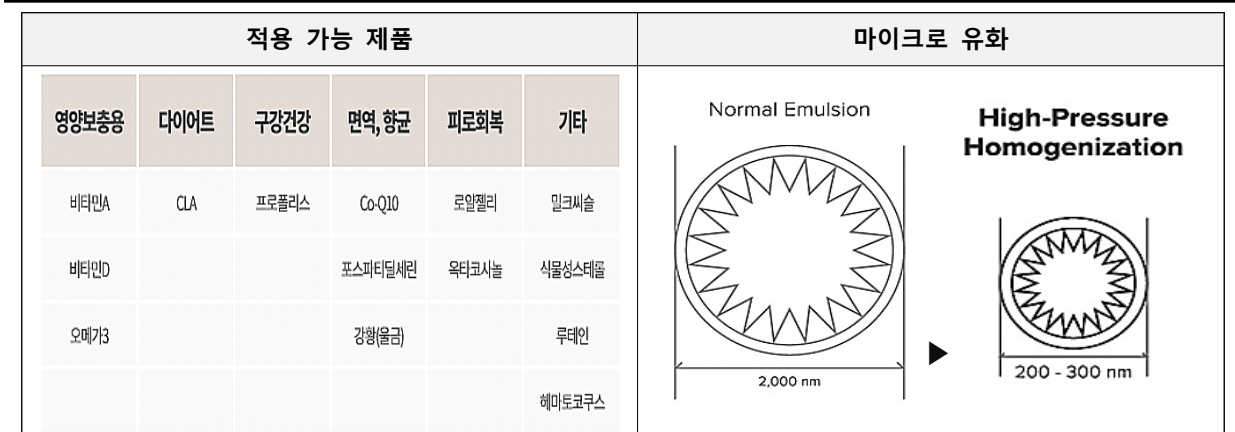 적용 가능 제품
마이크로 유화
영양보충용 다이어트 구강건강 면역, 향균 피로회복 기타
비타민A CLA 프로폴리스 Co-Q10 로얄젤리 밀크씨슬
비타민D 포스파티딜세린 옥타코사놀 식물성스테롤
오메가3 강황(울금) 루테인
헤마토코쿠스
Normal Emulsion
2,000 nm
High-Pressure
Homogenization
200 - 300 nm